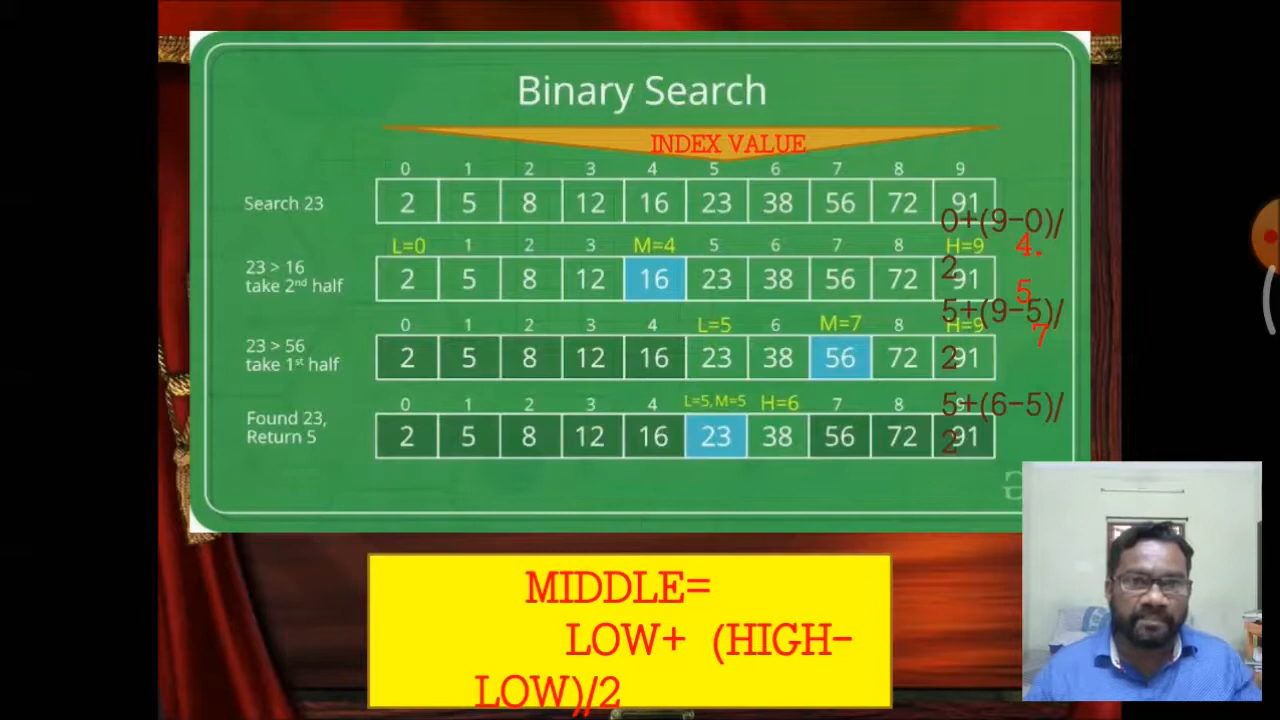 Binary Search
INDEX VALUE
0 1 2 3 4 5 6 7 8 9
Search 23 2 5 8 12 16 23 38 56 72 91
0+(9-0)/
2
4.
5
L=0 1 2 3 M=4 5 6 7 8 H=9
23 > 16
take 2nd half
2 5 8 12 16 23 38 56 72 91
5+(9-5)/
2
7
0 1 2 3 4 L=5 6 M=7 8 H=9
23 > 56
take 1st half
2 5 8 12 16 23 38 56 72 91
5+(6-5)/
2
0 1 2 3 4 L=5, M=5 H=6 7 8 9
Found 23,
Return 5
2 5 8 12 16 23 38 56 72 91
MIDDLE=
LOW+ (HIGH-
LOW)/2